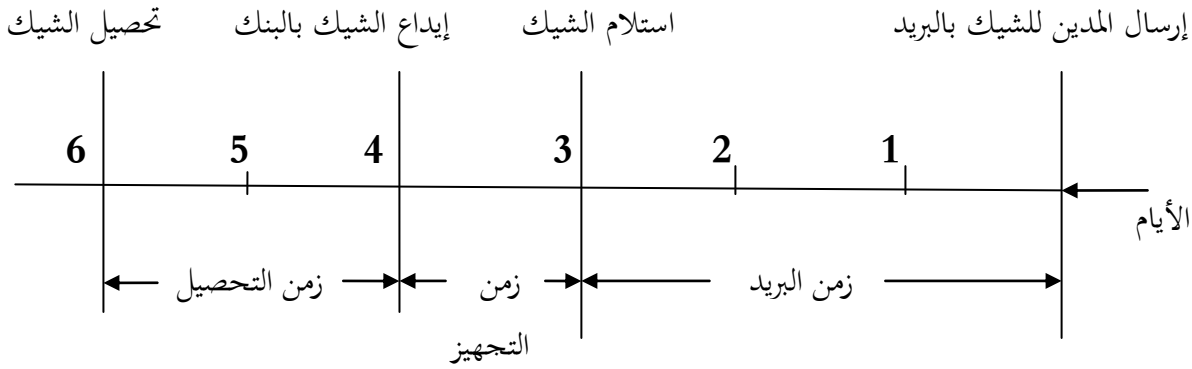 إرسال المدين للشيك بالبريد استلام الشيك إيداع الشيك بالبنك تحصيل الشيك
1 2 3 4 5 6
الأيام
زمن البريد زمن زمن التحصيل
التجهيز